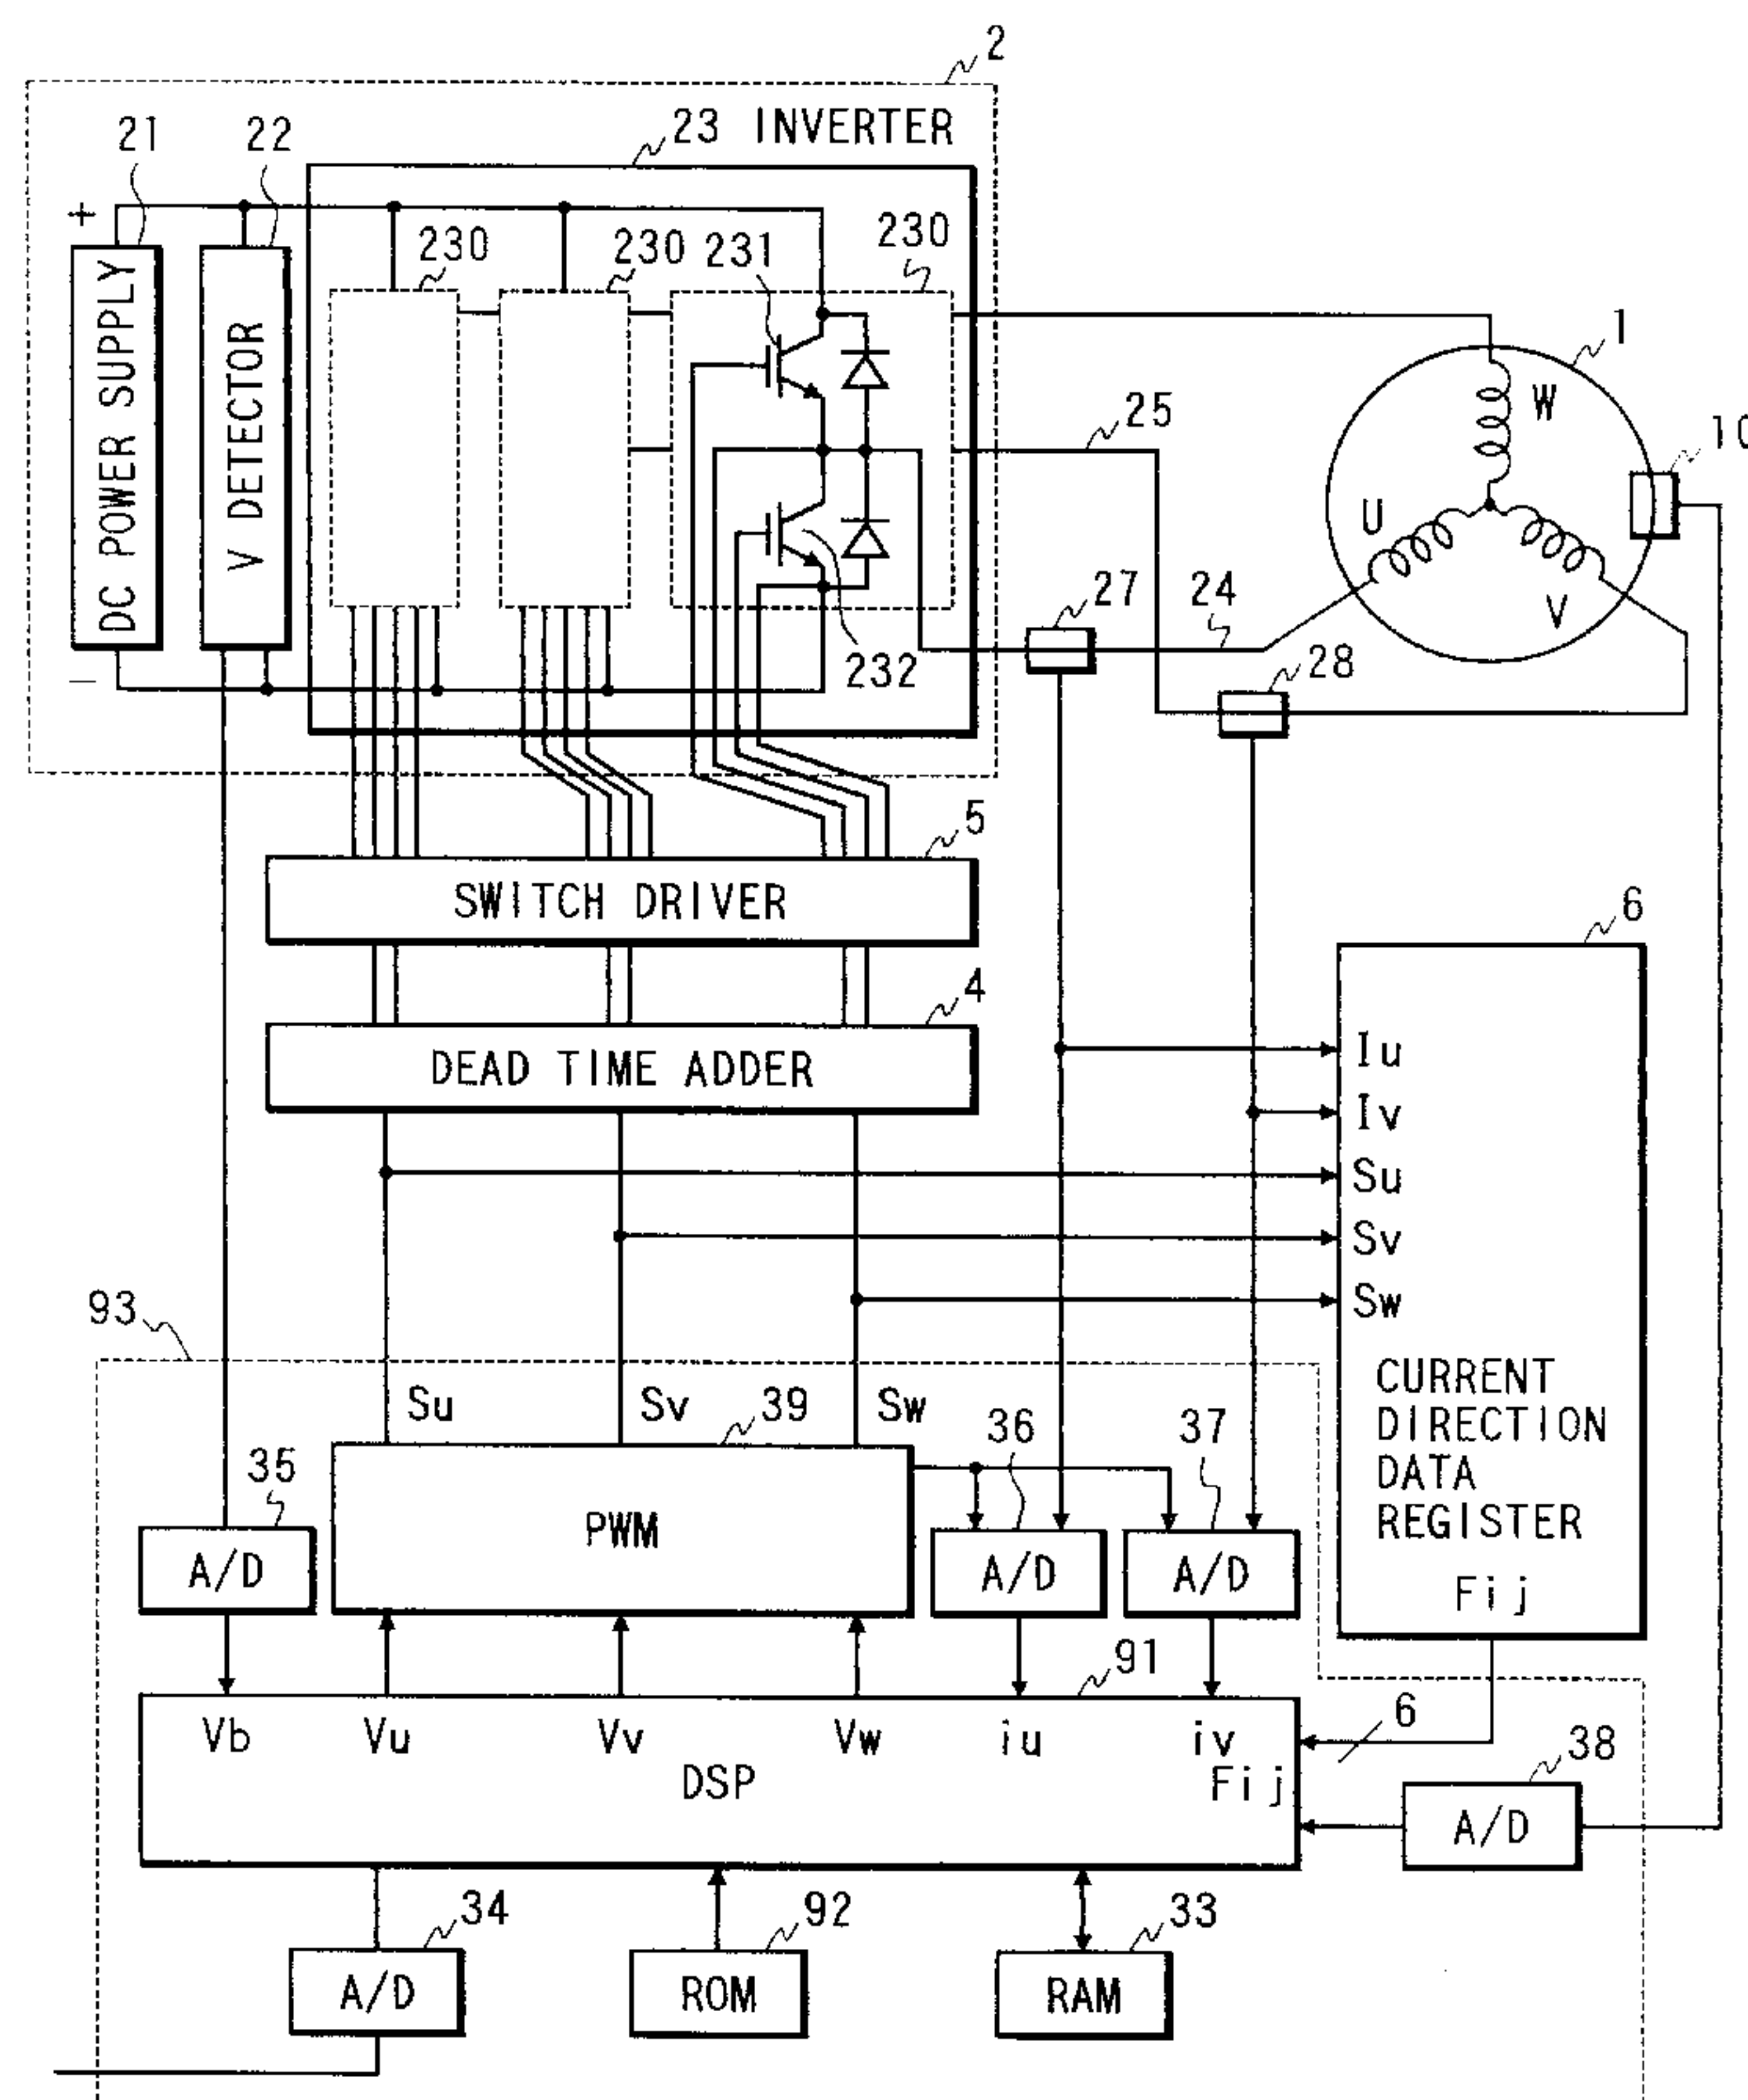 2
21
22
23 INVERTER
+
230
230
231
230
DC POWER SUPPLY
V DETECTOR
1
W
25
10
U
V
27
24
28
232
−
5
SWITCH DRIVER
6
4
DEAD TIME ADDER
Iu
Iv
Su
Sv
Sw
93
CURRENT
DIRECTION
DATA
REGISTER
Fij
Su
Sv
39
Sw
36
37
35
A/D
PWM
A/D
A/D
91
Vb
Vu
Vv
Vw
iu
iv
6
DSP
Fij
38
A/D
34
92
33
A/D
ROM
RAM